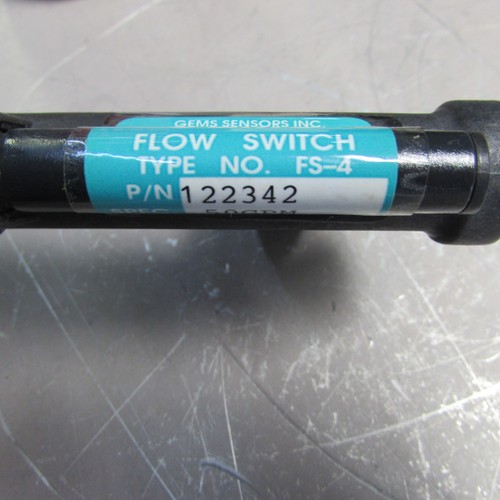 GEMS SENSORS INC.
FLOW SWITCH
TYPE NO. FS-4
P/N 122342